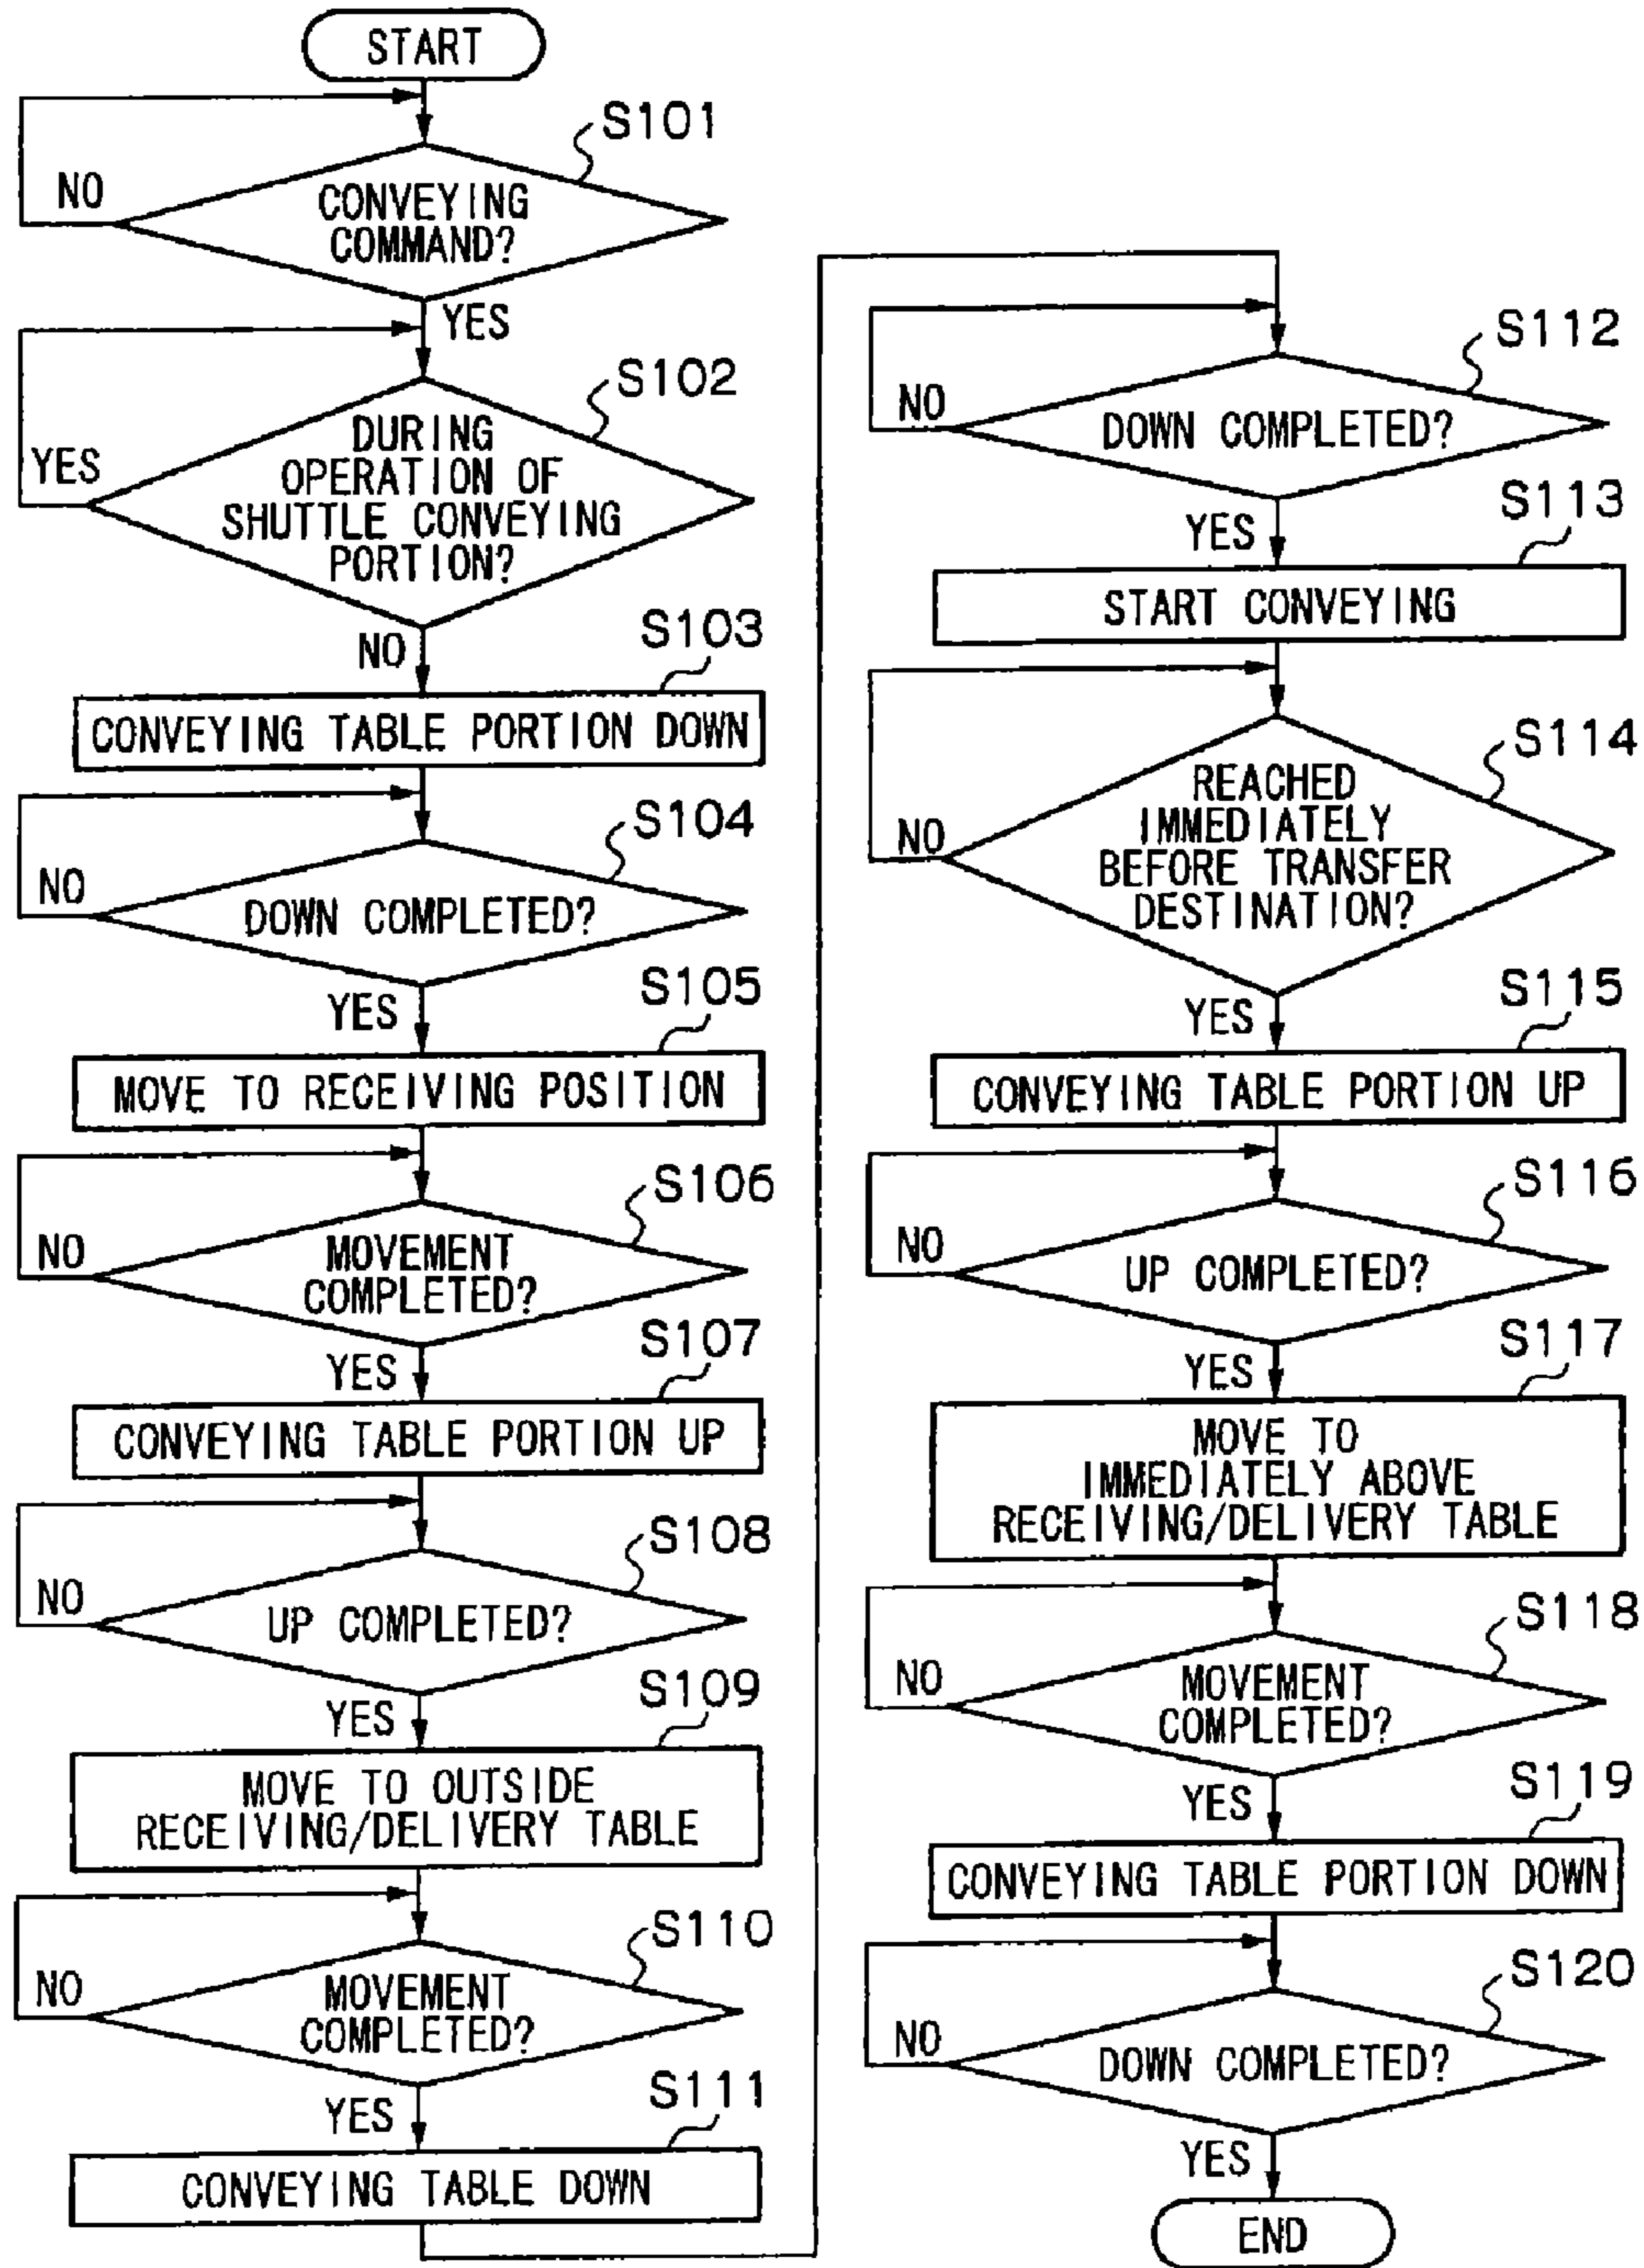 START
S101
NO
CONVEYING
COMMAND?
YES
S102
YES
DURING
OPERATION OF
SHUTTLE CONVEYING
PORTION?
NO
S103
CONVEYING TABLE PORTION DOWN
S104
NO
DOWN COMPLETED?
YES
S105
MOVE TO RECEIVING POSITION
S106
NO
MOVEMENT
COMPLETED?
YES
S107
CONVEYING TABLE PORTION UP
S108
NO
UP COMPLETED?
YES
S109
MOVE TO OUTSIDE
RECEIVING/DELIVERY TABLE
S110
NO
MOVEMENT
COMPLETED?
YES
S111
CONVEYING TABLE DOWN
S112
NO
DOWN COMPLETED?
YES
S113
START CONVEYING
S114
NO
REACHED
IMMEDIATELY
BEFORE TRANSFER
DESTINATION?
YES
S115
CONVEYING TABLE PORTION UP
S116
NO
UP COMPLETED?
YES
S117
MOVE TO
IMMEDIATELY ABOVE
RECEIVING/DELIVERY TABLE
S118
NO
MOVEMENT
COMPLETED?
YES
S119
CONVEYING TABLE PORTION DOWN
S120
NO
DOWN COMPLETED?
YES
END